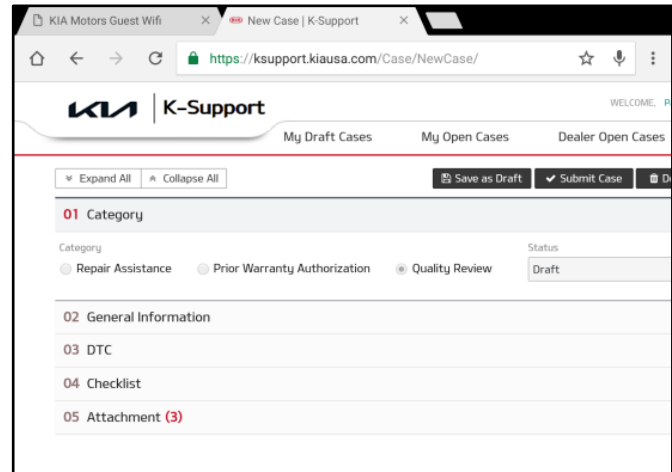 KIA Motors Guest Wifi
New Case | K-Support
https://ksupport.kiausa.com/Case/NewCase/
KIA | K-Support
WELCOME,
My Draft Cases My Open Cases Dealer Open Cases
Expand All Collapse All Save as Draft Submit Case
01 Category
Category Status
Repair Assistance Prior Warranty Authorization Quality Review Draft
02 General Information
03 DTC
04 Checklist
05 Attachment (3)